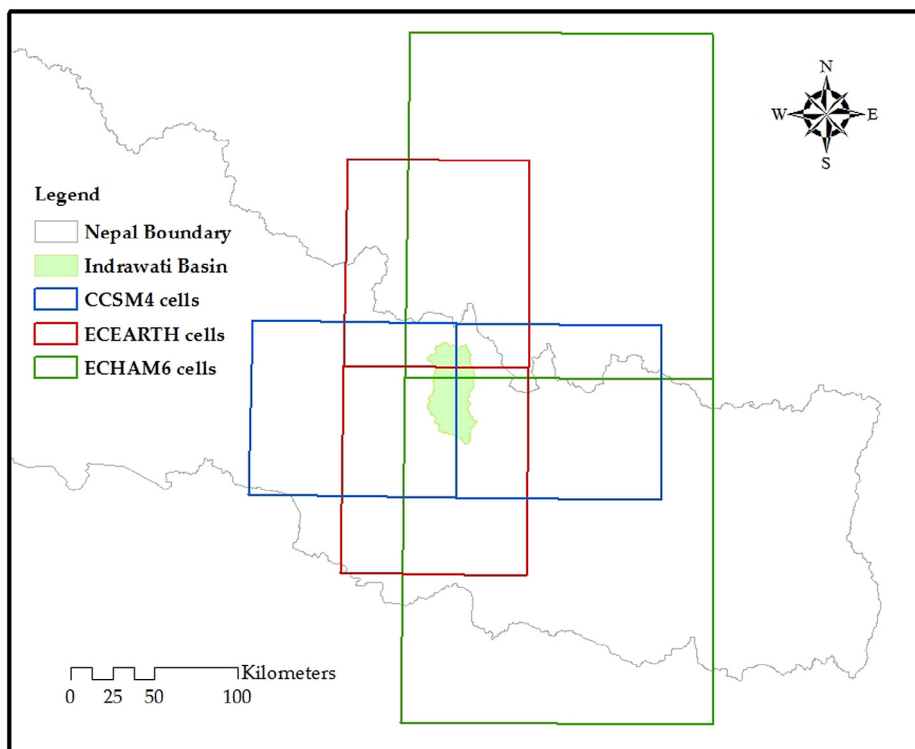 N
W E
S
Legend
Nepal Boundary
Indrawati Basin
CCSM4 cells
ECEARTH cells
ECHAM6 cells
Kilometers
0 25 50 100